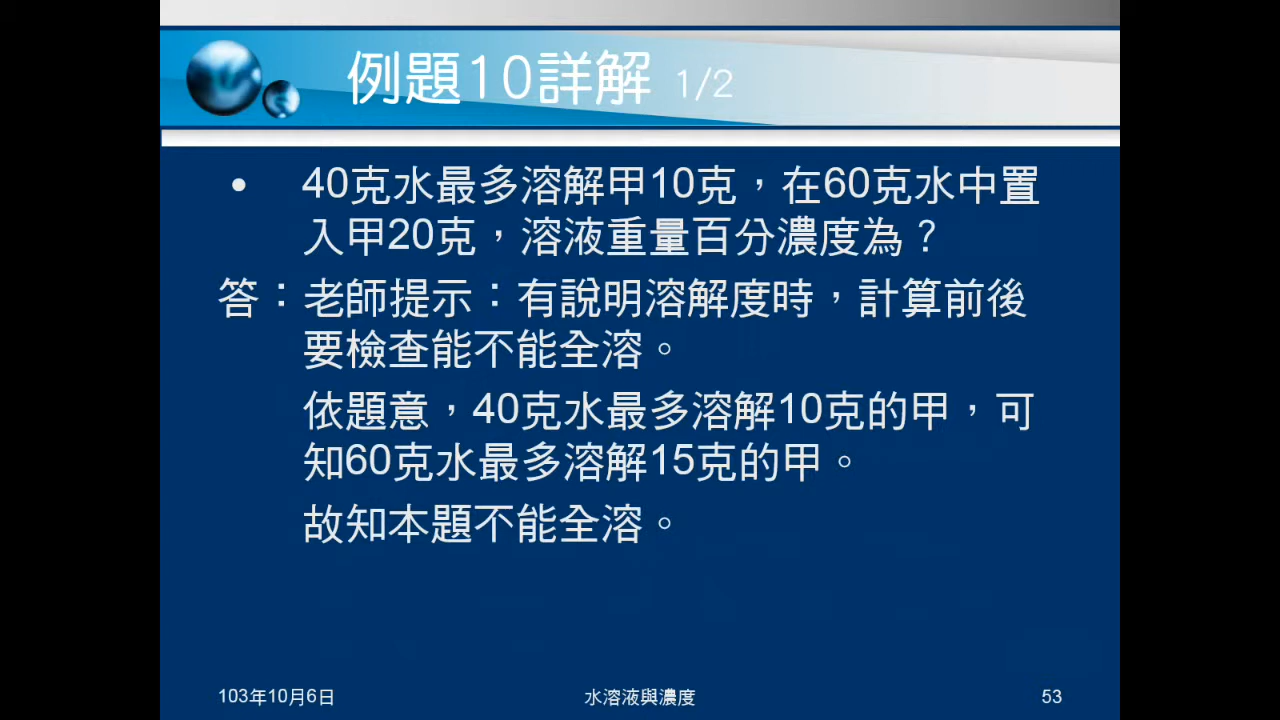 例題10詳解 1/2
• 40克水最多溶解甲10克，在60克水中置
入甲20克，溶液重量百分濃度為？
答：老師提示：有說明溶解度時，計算前後
要檢查能不能全溶。
依題意，40克水最多溶解10克的甲，可
知60克水最多溶解15克的甲。
故知本題不能全溶。
103年10月6日 水溶液與濃度 53